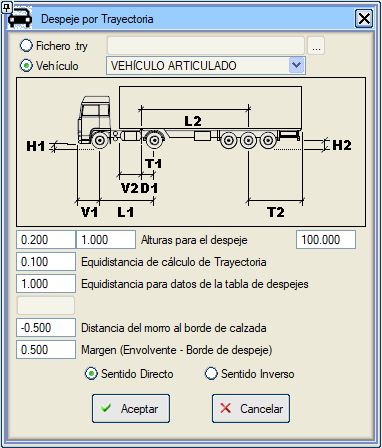 Despeje por Trayectoria
Fichero .try
...
Vehículo
VEHÍCULO ARTICULADO
L2
H1
H2
T1
V2 D1
V1 L1 T2
0.200 1.000 Alturas para el despeje 100.000
0.100 Equidistancia de cálculo de Trayectoria
1.000 Equidistancia para datos de la tabla de despejes
-0.500 Distancia del morro al borde de calzada
0.500 Margen (Envolvente - Borde de despeje)
Sentido Directo Sentido Inverso
Aceptar Cancelar